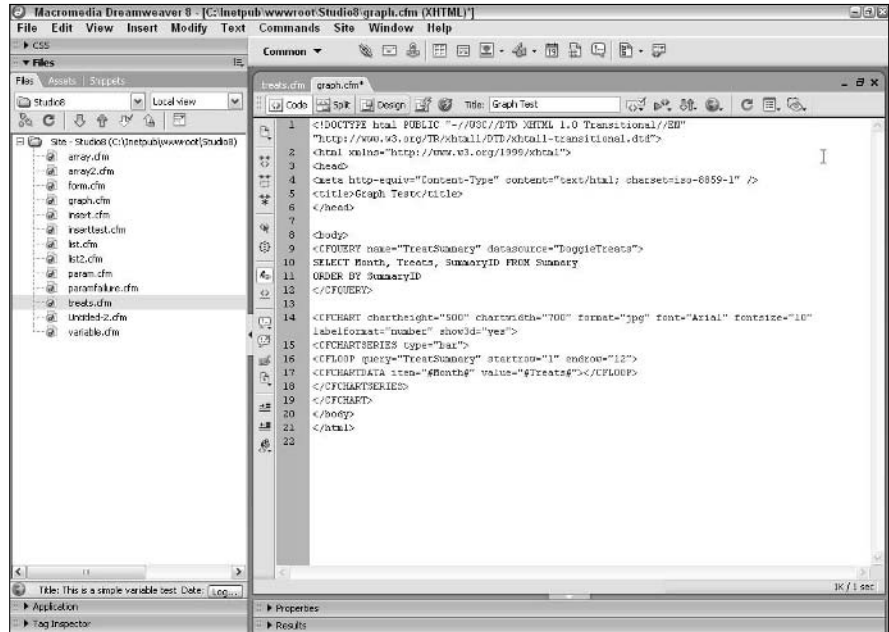 Macromedia Dreamweaver 8 - [C:\Inetpub\wwwroot\Studio8\graph.cfm (XHTML)*]
File Edit View Insert Modify Text Commands Site Window Help
CSS
Common
Files
Files Assets Snippets
treats.cfm graph.cfm*
Studio8 Local view
Code Split Design Title: Graph Test
Site - Studio8 (C:\Inetpub\wwwroot\Studio8)
array.cfm
array2.cfm
form.cfm
graph.cfm
insert.cfm
inserttest.cfm
list.cfm
list2.cfm
param.cfm
paramfailure.cfm
treats.cfm
Untitled-2.cfm
variable.cfm
1 <!DOCTYPE html PUBLIC "-//W3C//DTD XHTML 1.0 Transitional//EN"
"http://www.w3.org/TR/xhtml1/DTD/xhtml1-transitional.dtd">
2 <html xmlns="http://www.w3.org/1999/xhtml">
3 <head>
4 <meta http-equiv="Content-Type" content="text/html; charset=iso-8859-1" />
5 <title>Graph Test</title>
6 </head>
7
8 <body>
9 <CFQUERY name="TreatSummary" datasource="DoggieTreats">
10 SELECT Month, Treats, SummaryID FROM Summary
11 ORDER BY SummaryID
12 </CFQUERY>
13
14 <CFCHART chartheight="500" chartwidth="700" format="jpg" font="Arial" fontsize="10"
labelformat="number" show3d="yes">
15 <CFCHARTSERIES type="bar">
16 <CFLOOP query="TreatSummary" startrow="1" endrow="12">
17 <CFCHARTDATA item="#Month#" value="#Treats#"></CFLOOP>
18 </CFCHARTSERIES>
19 </CFCHART>
20 </body>
21 </html>
22
Title: This is a simple variable test Date: Log...
1K / 1 sec
Application
Properties
Tag Inspector
Results